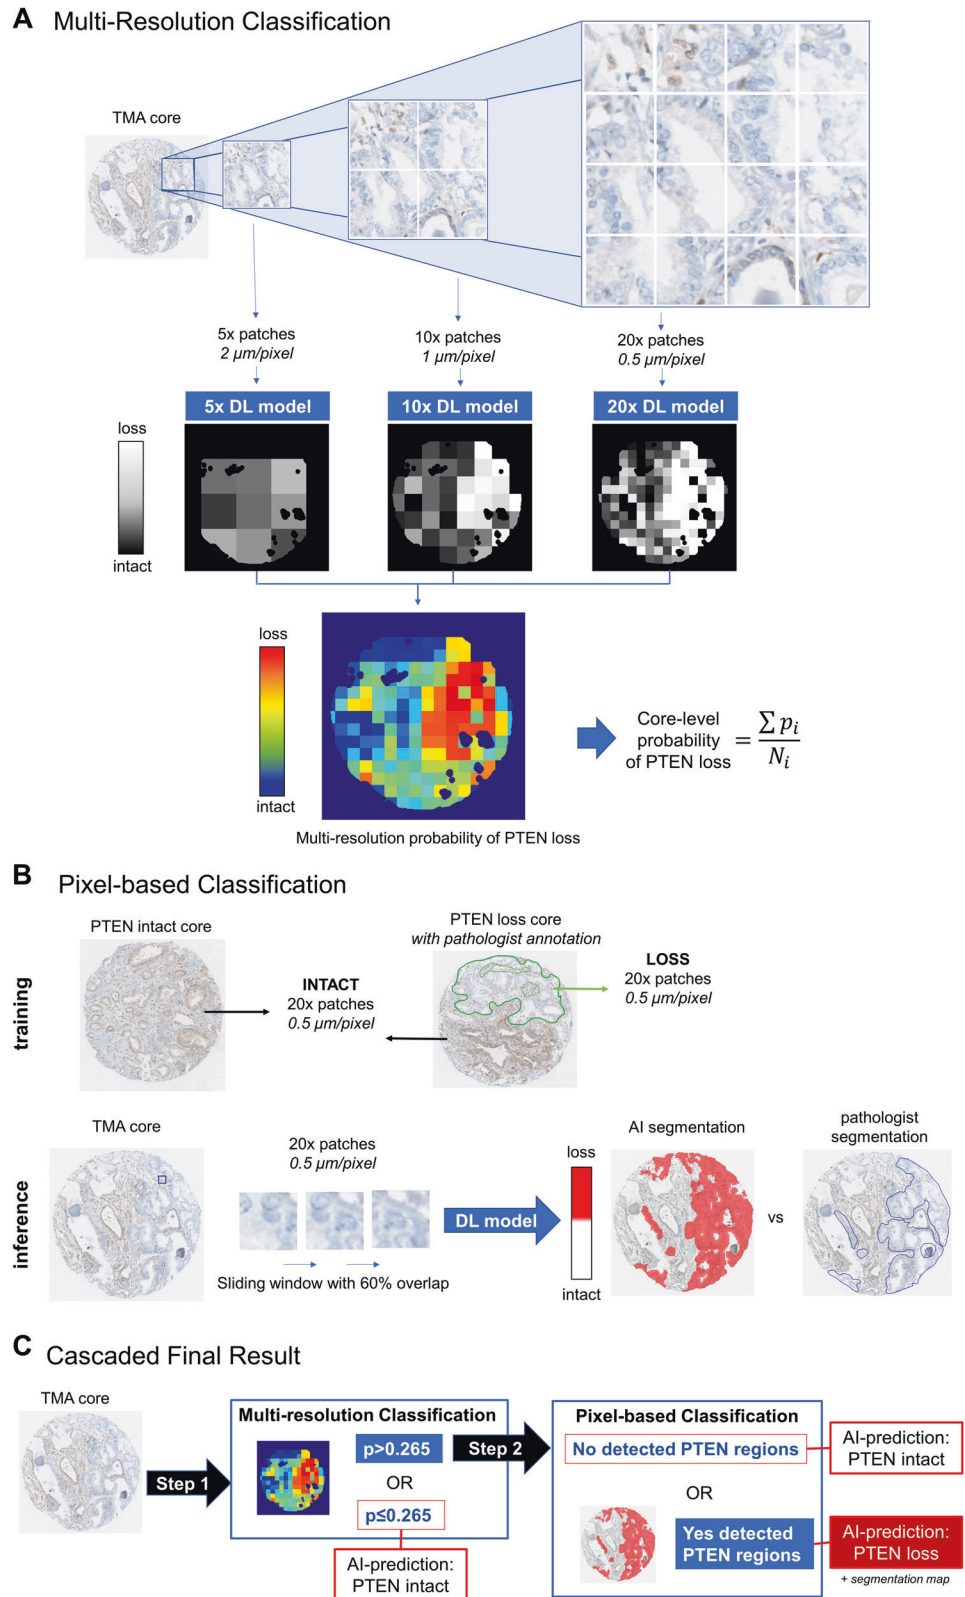 A Multi-Resolution Classification
TMA core
5x patches
2 μm/pixel
10x patches
1 μm/pixel
20x patches
0.5 μm/pixel
5x DL model
10x DL model
20x DL model
loss
intact
loss
intact
Multi-resolution probability of PTEN loss
Core-level
probability
of PTEN loss
= ∑ pᵢ / Nᵢ
B Pixel-based Classification
training
PTEN intact core
INTACT
20x patches
0.5 μm/pixel
PTEN loss core
with pathologist annotation
LOSS
20x patches
0.5 μm/pixel
inference
TMA core
20x patches
0.5 μm/pixel
Sliding window with 60% overlap
DL model
loss
intact
AI segmentation
vs
pathologist
segmentation
C Cascaded Final Result
TMA core
Step 1
Multi-resolution Classification
p>0.265
OR
p≤0.265
AI-prediction:
PTEN intact
Step 2
Pixel-based Classification
No detected PTEN regions
OR
Yes detected
PTEN regions
AI-prediction:
PTEN intact
AI-prediction:
PTEN loss
+ segmentation map